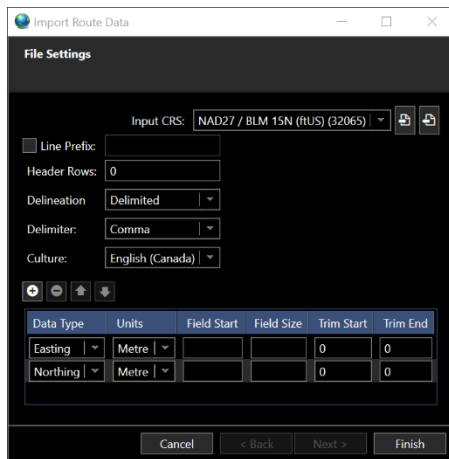 Import Route Data
File Settings
Input CRS: NAD27 / BLM 15N (ftUS) (32065)
Line Prefix:
Header Rows: 0
Delineation Delimited
Delimiter: Comma
Culture: English (Canada)
Data Type Units Field Start Field Size Trim Start Trim End
Easting Metre 0 0
Northing Metre 0 0
Cancel < Back Next > Finish